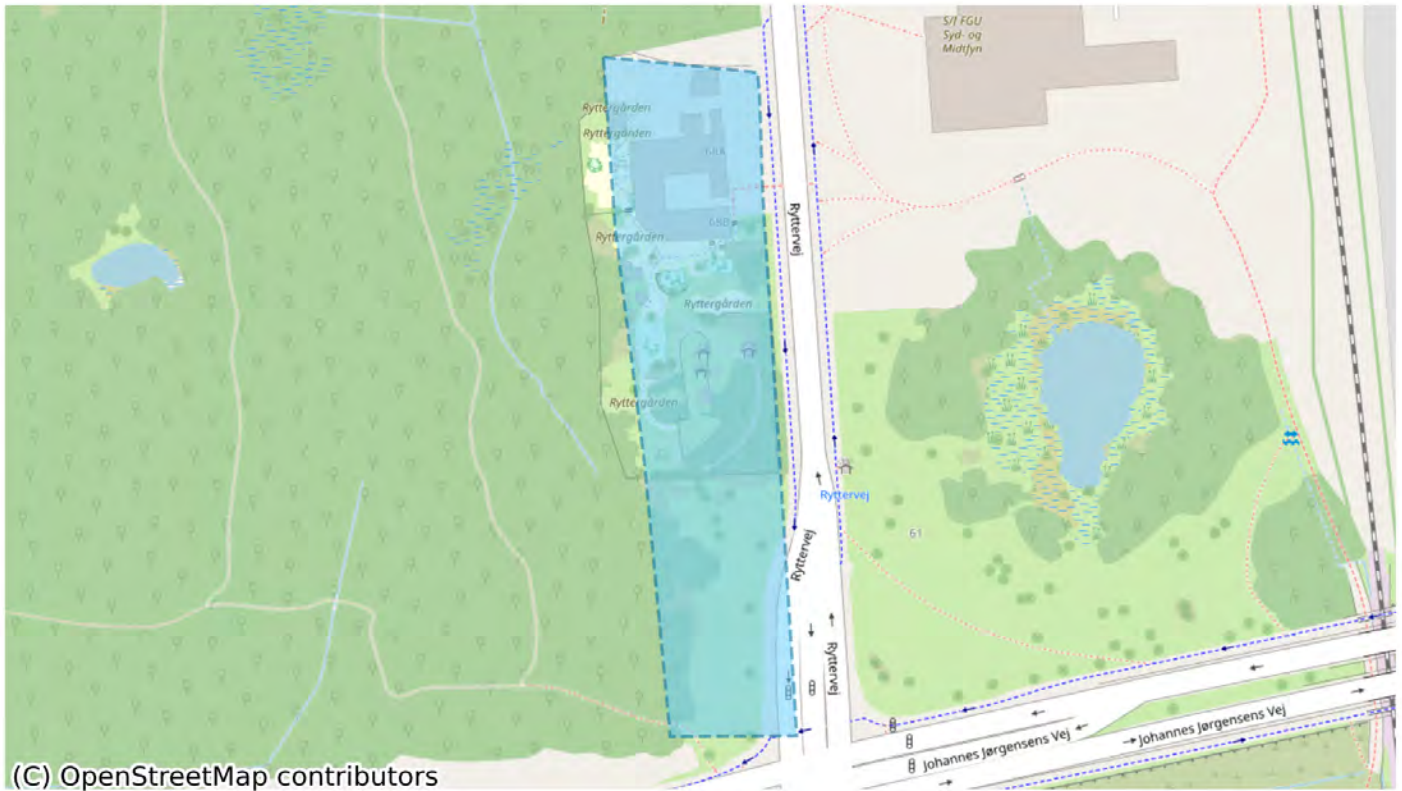 S/I FGU
Syd- og
Midtfyn
Ryttergården
Ryttergården
68A
68D
Ryttervej
Ryttergården
Ryttergården
Ryttergården
Ryttervej
61
Ryttervej
Ryttervej
Johannes Jørgensens Vej
Johannes Jørgensens Vej
(C) OpenStreetMap contributors